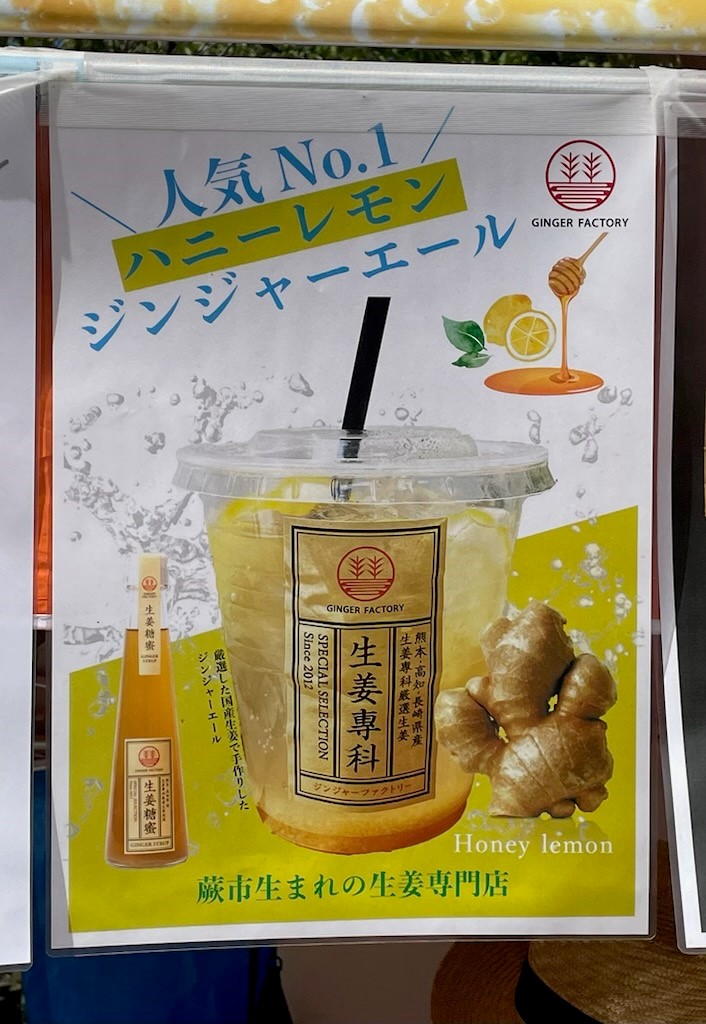 人気 No.1
ハニーレモン
ジンジャーエール
GINGER FACTORY
GINGER FACTORY
熊本・高知・長崎県産
生姜専科厳選生姜
生姜専科
SPECIAL SELECTION
Since 2012
ジンジャーファクトリー
厳選した国産生姜で手作りした
ジンジャーエール
生姜糖蜜
GINGER SYRUP
生姜糖蜜
GINGER SYRUP
Honey lemon
蕨市生まれの生姜専門店